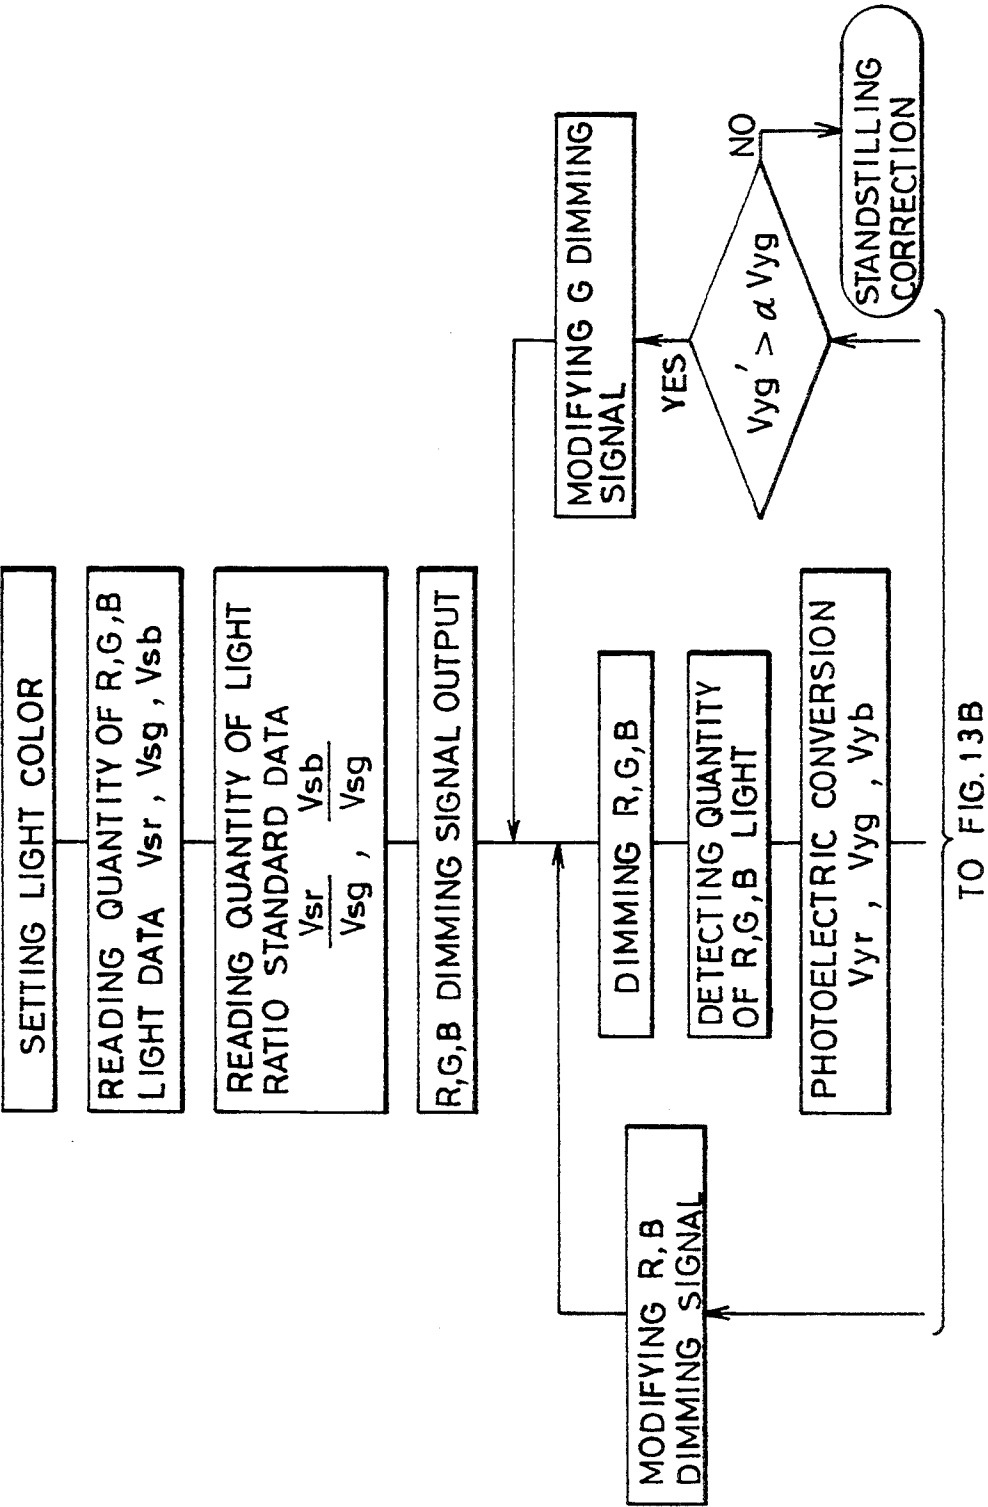 SETTING LIGHT COLOR
READING QUANTITY OF R,G,B
LIGHT DATA Vsr , Vsg , Vsb
READING QUANTITY OF LIGHT
RATIO STANDARD DATA
Vsr Vsb
Vsg , Vsg
R,G,B DIMMING SIGNAL OUTPUT
MODIFYING R,B
DIMMING SIGNAL
DIMMING R,G,B
DETECTING QUANTITY
OF R,G,B LIGHT
PHOTOELECTRIC CONVERSION
Vyr , Vyg , Vyb
MODIFYING G DIMMING
SIGNAL
YES
Vyg' > α Vyg
NO
STANDSTILLING
CORRECTION
TO FIG. 13B